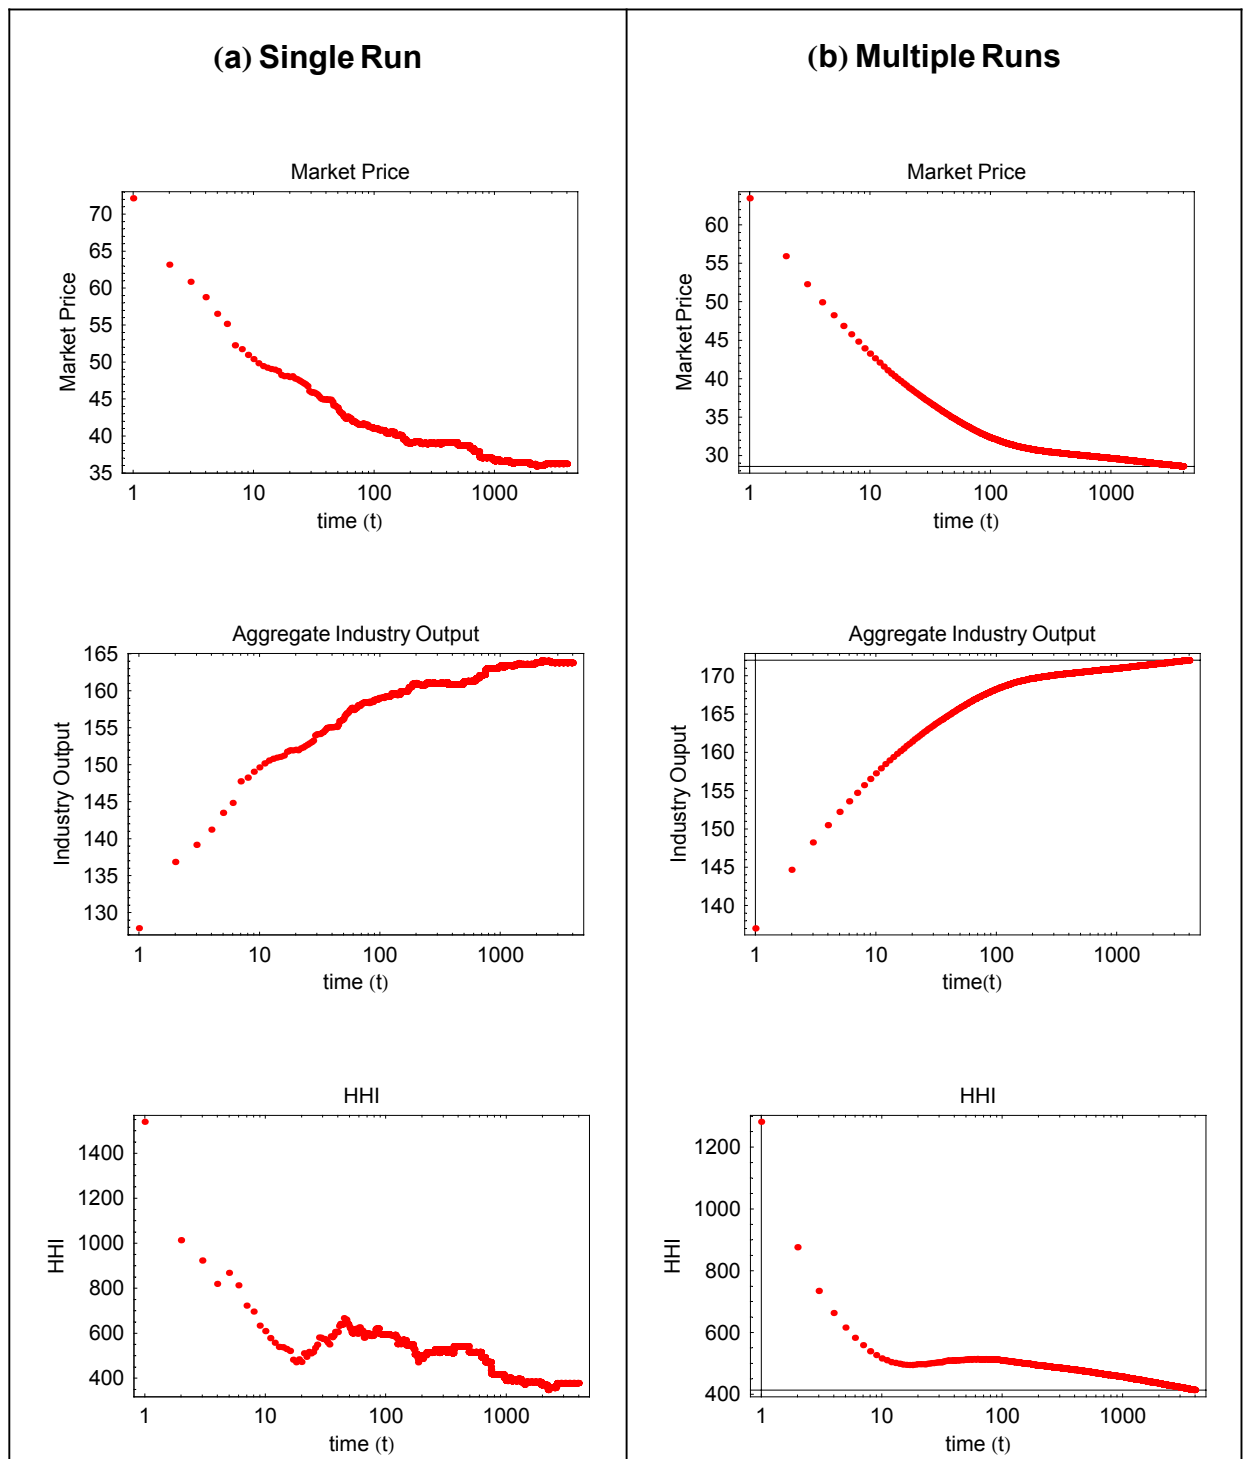 (a) Single Run
Market Price
Market Price
70
65
60
55
50
45
40
35
1 10 100 1000
time (t)
Aggregate Industry Output
Industry Output
165
160
155
150
145
140
135
130
1 10 100 1000
time (t)
HHI
HHI
1400
1200
1000
800
600
400
1 10 100 1000
time (t)
(b) Multiple Runs
Market Price
Market Price
60
55
50
45
40
35
30
1 10 100 1000
time (t)
Aggregate Industry Output
Industry Ouput
170
165
160
155
150
145
140
1 10 100 1000
time(t)
HHI
HHI
1200
1000
800
600
500
400
1 10 100 1000
time (t)